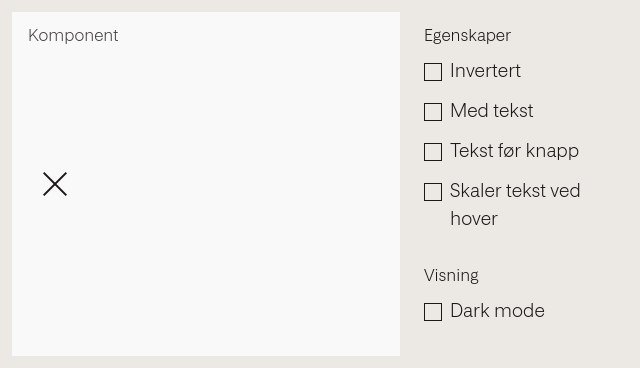 Komponent
Egenskaper
Invertert
Med tekst
Tekst før knapp
Skaler tekst ved
hover
Visning
Dark mode